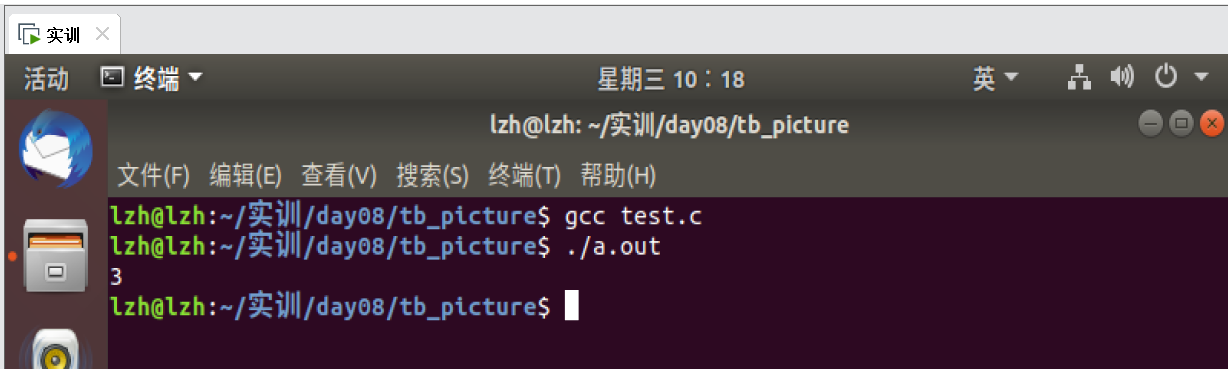 实训
活动 终端 星期三 10：18 英
lzh@lzh: ~/实训/day08/tb_picture
文件(F) 编辑(E) 查看(V) 搜索(S) 终端(T) 帮助(H)
lzh@lzh:~/实训/day08/tb_picture$ gcc test.c
lzh@lzh:~/实训/day08/tb_picture$ ./a.out
3
lzh@lzh:~/实训/day08/tb_picture$